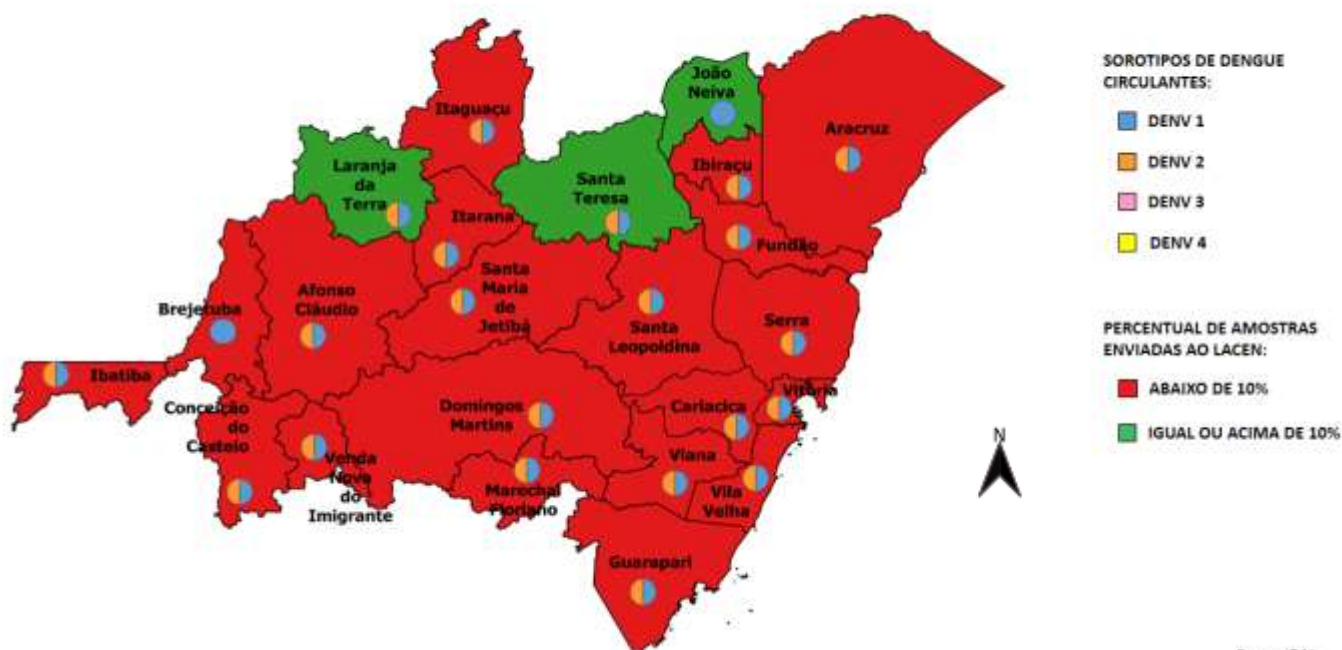 SOROTIPOS DE DENGUE
CIRCULANTES:
DENV 1
DENV 2
DENV 3
DENV 4
PERCENTUAL DE AMOSTRAS
ENVIADAS AO LACEN:
ABAIXO DE 10%
IGUAL OU ACIMA DE 10%
N
João
Neiva
Itaguaçu
Aracruz
Laranja
da
Terra
Ibiraçu
Santa
Teresa
Itarana
Fundão
Santa
Maria
de
Jetibá
Afonso
Cláudio
Brejetuba
Santa
Leopoldina
Serra
Ibatiba
Vitória
Conceição
do
Castelo
Domingos
Martins
Cariacica
Viana
Venda
Nova
do
Imigrante
Marechal
Floriano
Vila
Velha
Guarapari